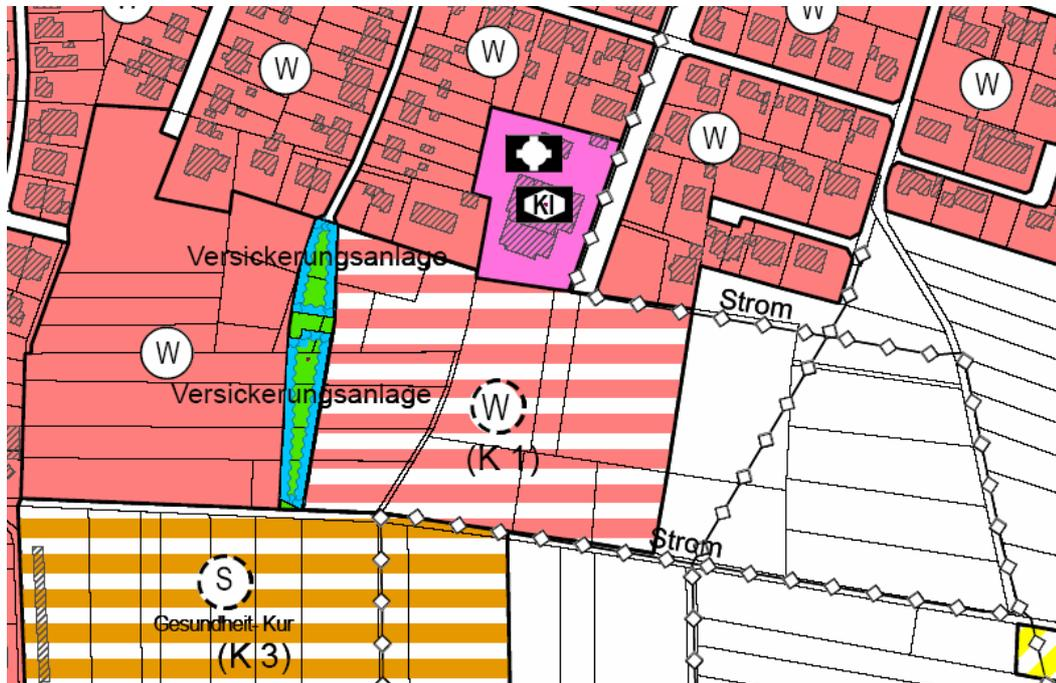 W
W
W
W
W
W
KI
Versickerungsanlage
Strom
W
Versickerungsanlage
W
(K 1)
Strom
S
Gesundheit- Kur
(K 3)